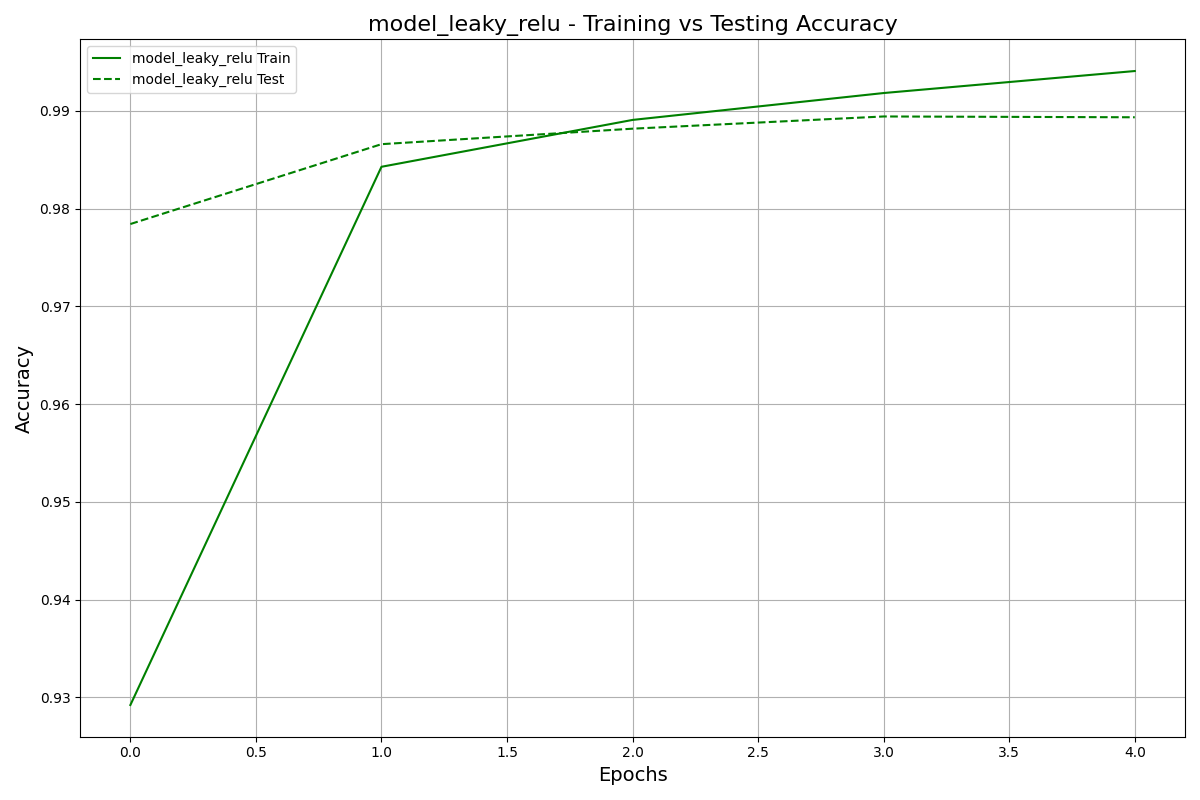 model_leaky_relu - Training vs Testing Accuracy
model_leaky_relu Train
model_leaky_relu Test
0.99
0.98
0.97
0.96
0.95
0.94
0.93
Accuracy
0.0 0.5 1.0 1.5 2.0 2.5 3.0 3.5 4.0
Epochs